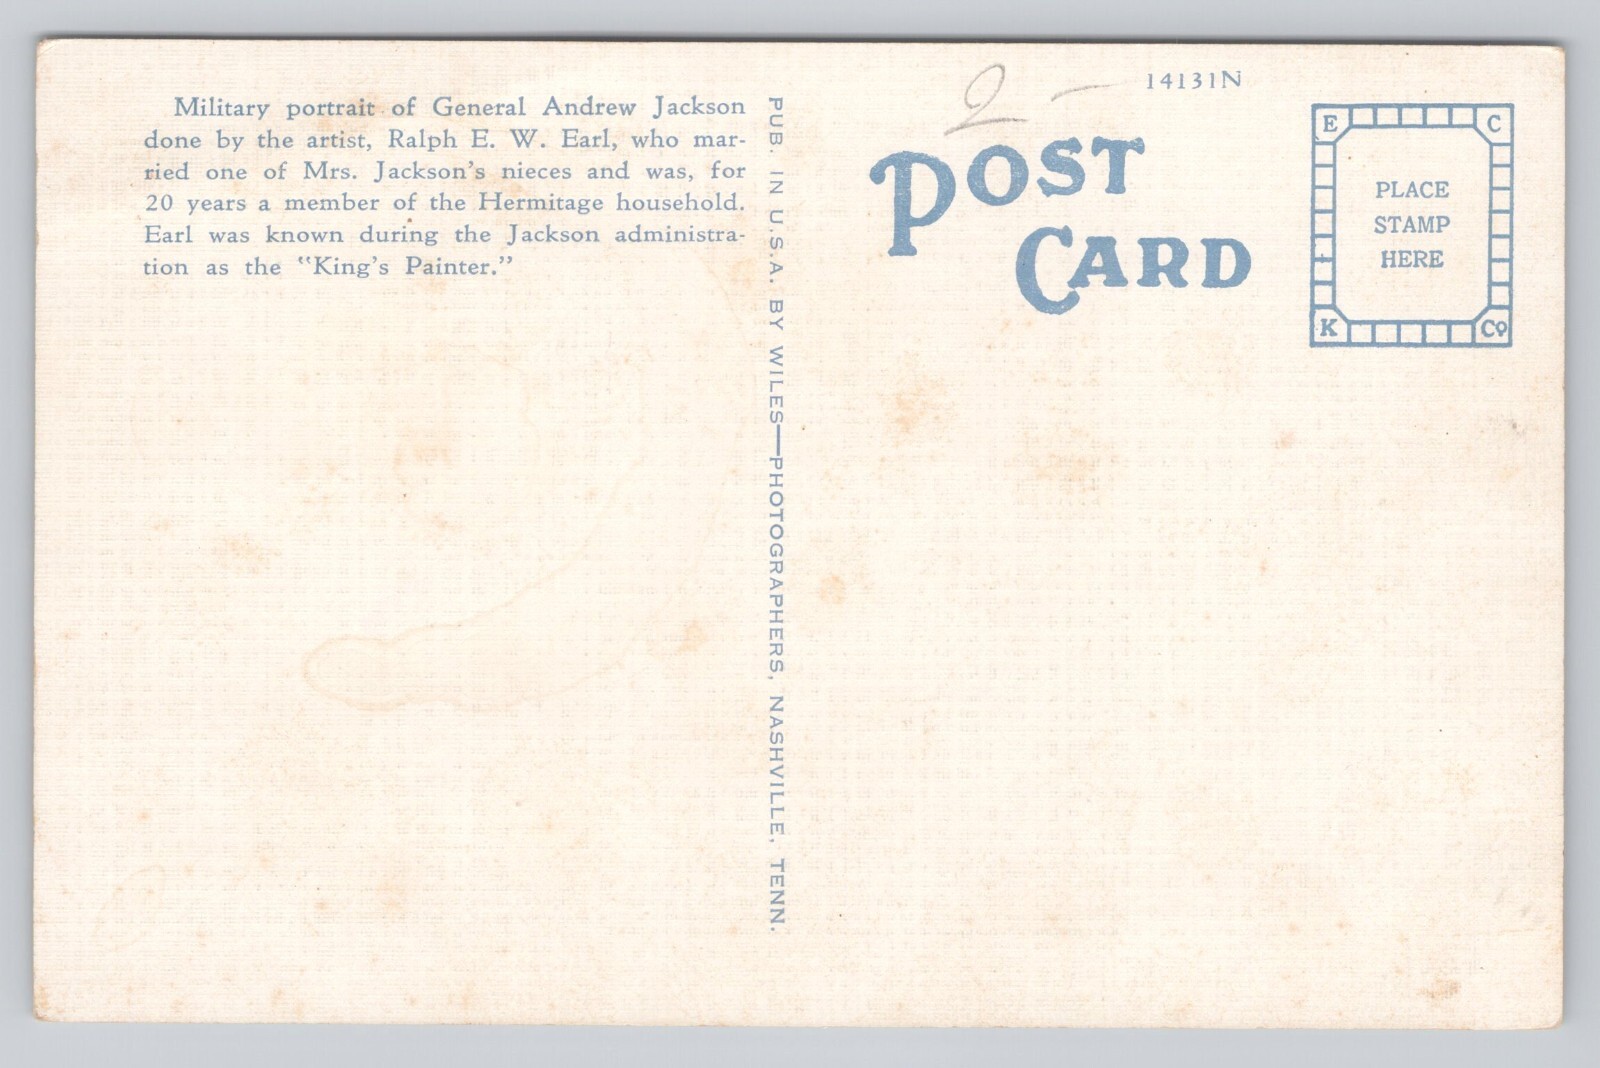 Military portrait of General Andrew Jackson
done by the artist, Ralph E. W. Earl, who mar-
ried one of Mrs. Jackson's nieces and was, for
20 years a member of the Hermitage household.
Earl was known during the Jackson administra-
tion as the "King's Painter."
PUB. IN U.S.A. BY WILES—PHOTOGRAPHERS, NASHVILLE, TENN.
2 —
14131N
POST
CARD
E C
PLACE
STAMP
HERE
K Co